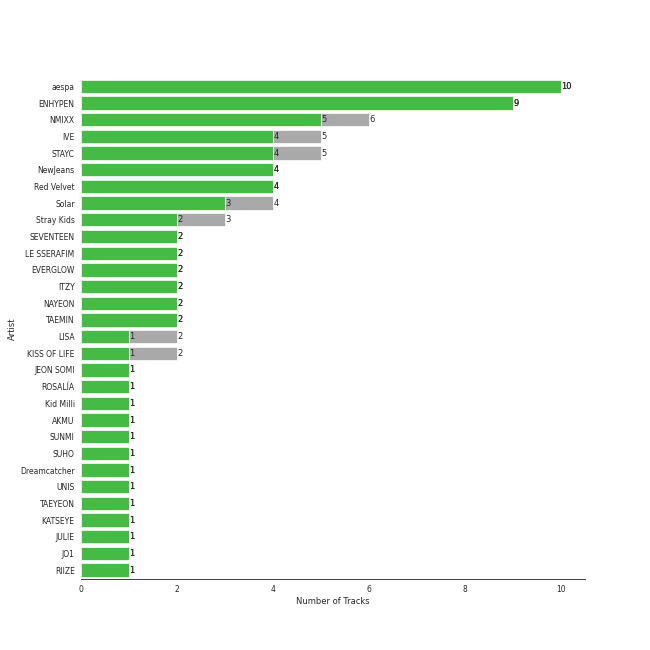 aespa 10
ENHYPEN 9
NMIXX 5 6
IVE 4 5
STAYC 4 5
NewJeans 4
Red Velvet 4
Solar 3 4
Stray Kids 2 3
SEVENTEEN 2
LE SSERAFIM 2
EVERGLOW 2
ITZY 2
NAYEON 2
TAEMIN 2
LISA 1 2
KISS OF LIFE 1 2
JEON SOMI 1
ROSALÍA 1
Kid Milli 1
AKMU 1
SUNMI 1
SUHO 1
Dreamcatcher 1
UNIS 1
TAEYEON 1
KATSEYE 1
JULIE 1
JO1 1
RIIZE 1
Artist
0 2 4 6 8 10
Number of Tracks